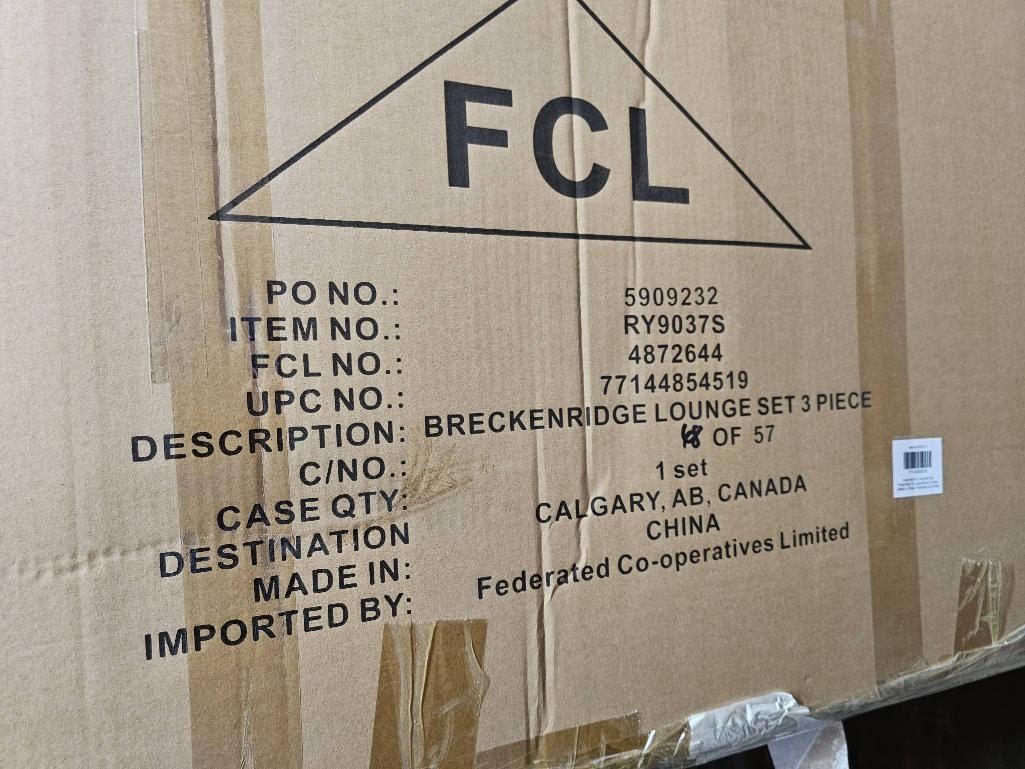 FCL
PO NO.: 5909232
ITEM NO.: RY9037S
FCL NO.: 4872644
UPC NO.: 77144854519
DESCRIPTION: BRECKENRIDGE LOUNGE SET 3 PIECE
C/NO.: OF 57
CASE QTY: 1 set
DESTINATION CALGARY, AB, CANADA
MADE IN: CHINA
IMPORTED BY: Federated Co-operatives Limited